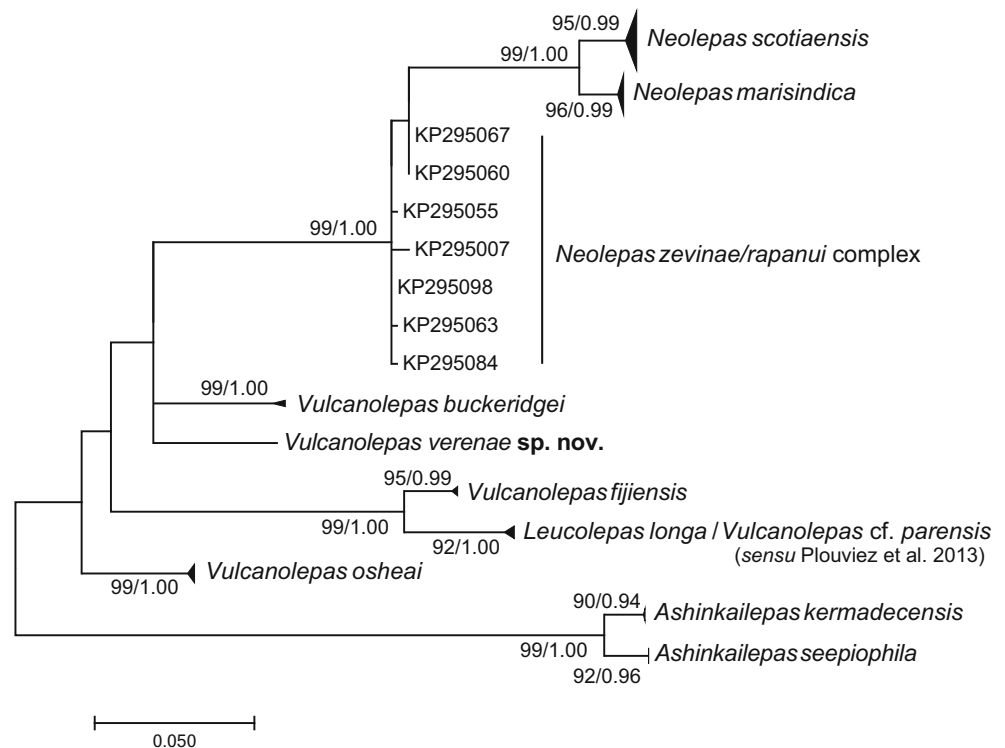 95/0.99
Neolepas scotiaensis
99/1.00
Neolepas marisindica
96/0.99
KP295067
KP295060
KP295055
99/1.00
KP295007
Neolepas zevinae/rapanui complex
KP295098
KP295063
KP295084
99/1.00
Vulcanolepas buckeridgei
Vulcanolepas verenae sp. nov.
95/0.99
Vulcanolepas fijiensis
99/1.00
Leucolepas longa / Vulcanolepas cf. parensis
92/1.00
(sensu Plouviez et al. 2013)
Vulcanolepas osheai
99/1.00
90/0.94
Ashinkailepas kermadecensis
99/1.00
Ashinkailepas seepiophila
92/0.96
0.050